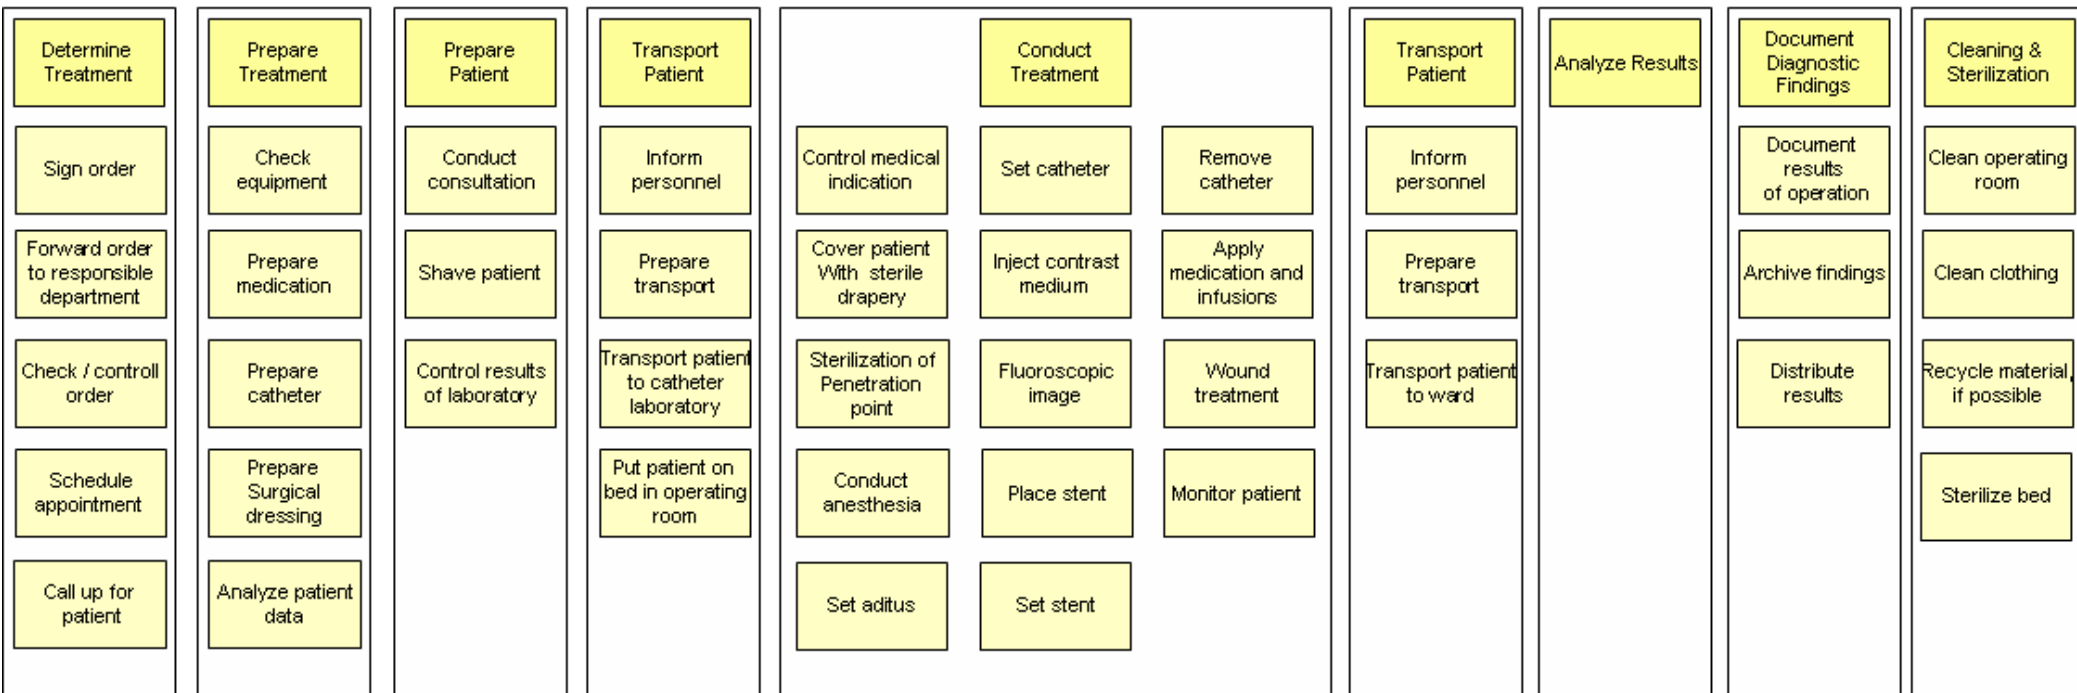 Determine
Treatment
Sign order
Forward order
to responsible
department
Check / controll
order
Schedule
appointment
Call up for
patient
Prepare
Treatment
Check
equipment
Prepare
medication
Prepare
catheter
Prepare
Surgical
dressing
Analyze patient
data
Prepare
Patient
Conduct
consultation
Shave patient
Control results
of laboratory
Transport
Patient
Inform
personnel
Prepare
transport
Transport patient
to catheter
laboratory
Put patient on
bed in operating
room
Conduct
Treatment
Control medical
indication
Cover patient
With sterile
drapery
Sterilization of
Penetration
point
Conduct
anesthesia
Set aditus
Set catheter
Inject contrast
medium
Fluoroscopic
image
Place stent
Set stent
Remove
catheter
Apply
medication and
infusions
Wound
treatment
Monitor patient
Transport
Patient
Inform
personnel
Prepare
transport
Transport patient
to ward
Analyze Results
Document
Diagnostic
Findings
Document
results
of operation
Archive findings
Distribute
results
Cleaning &
Sterilization
Clean operating
room
Clean clothing
Recycle material,
if possible
Sterilize bed